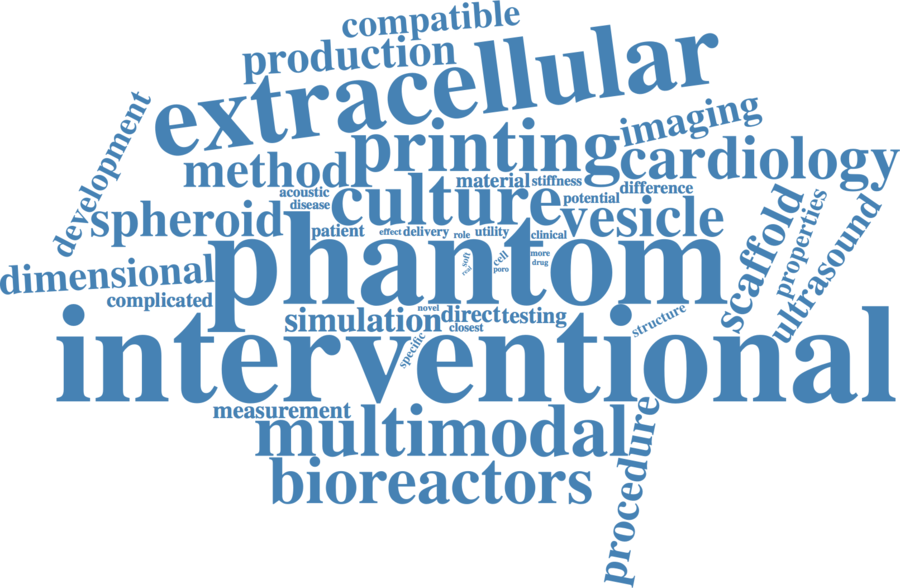 compatible
production
extracellular
development
printing
imaging
method
cardiology
acoustic
material
stiffness
difference
disease
culture
potential
spheroid
vesicle
scaffold
properties
ultrasound
patient
effect
delivery
role
utility
clinical
phantom
soft
cell
more
drug
poro
dimensional
complicated
novel
simulation
direct
testing
closest
structure
specific
interventional
measurement
multimodal
procedure
bioreactors